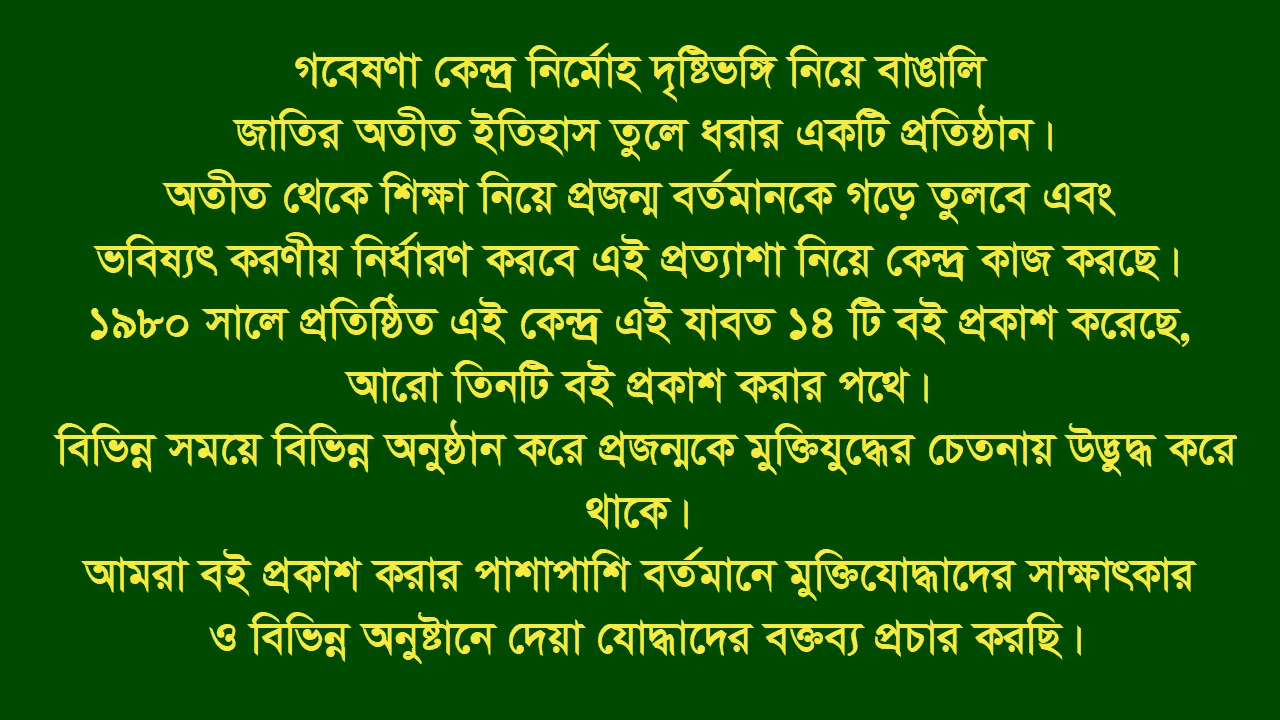 গবেষণা কেন্দ্র নির্মোহ দৃষ্টিভঙ্গি নিয়ে বাঙালি
জাতির অতীত ইতিহাস তুলে ধরার একটি প্রতিষ্ঠান।
অতীত থেকে শিক্ষা নিয়ে প্রজন্ম বর্তমানকে গড়ে তুলবে এবং
ভবিষ্যৎ করণীয় নির্ধারণ করবে এই প্রত্যাশা নিয়ে কেন্দ্র কাজ করছে।
১৯৮০ সালে প্রতিষ্ঠিত এই কেন্দ্র এই যাবত ১৪ টি বই প্রকাশ করেছে,
আরো তিনটি বই প্রকাশ করার পথে।
বিভিন্ন সময়ে বিভিন্ন অনুষ্ঠান করে প্রজন্মকে মুক্তিযুদ্ধের চেতনায় উদ্ভুদ্ধ করে
থাকে।
আমরা বই প্রকাশ করার পাশাপাশি বর্তমানে মুক্তিযোদ্ধাদের সাক্ষাৎকার
ও বিভিন্ন অনুষ্টানে দেয়া যোদ্ধাদের বক্তব্য প্রচার করছি।